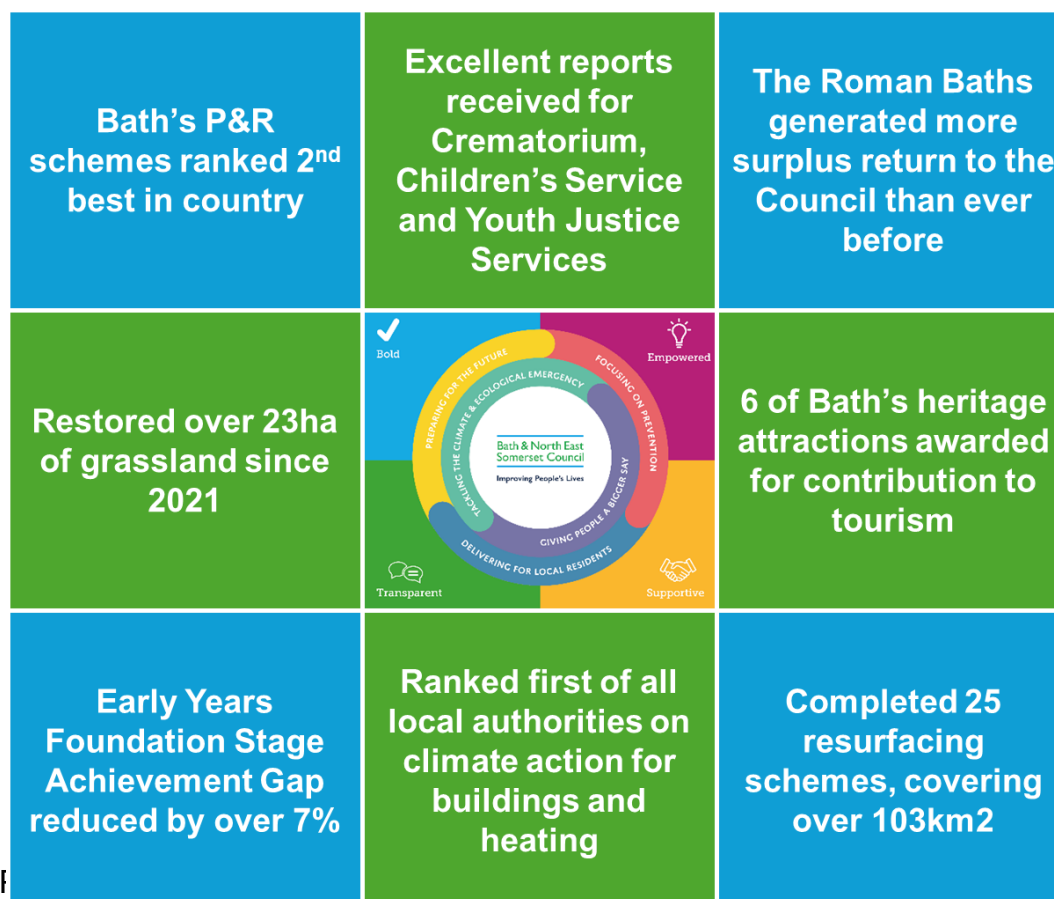 Bath's P&R
schemes ranked 2nd
best in country
Excellent reports
received for
Crematorium,
Children's Service
and Youth Justice
Services
The Roman Baths
generated more
surplus return to the
Council than ever
before
Restored over 23ha
of grassland since
2021
Bold
Empowered
PREPARING FOR THE FUTURE
FOCUSING ON PREVENTION
TACKLING THE CLIMATE & ECOLOGICAL EMERGENCY
GIVING PEOPLE A BIGGER SAY
DELIVERING FOR LOCAL RESIDENTS
Bath & North East
Somerset Council
Improving People's Lives
Transparent
Supportive
6 of Bath's heritage
attractions awarded
for contribution to
tourism
Early Years
Foundation Stage
Achievement Gap
reduced by over 7%
Ranked first of all
local authorities on
climate action for
buildings and
heating
Completed 25
resurfacing
schemes, covering
over 103km2